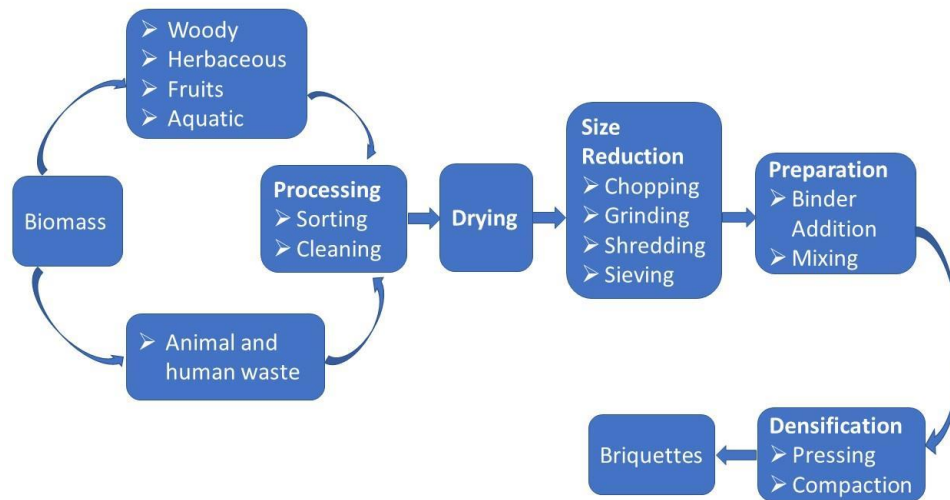 Woody
Herbaceous
Fruits
Aquatic
Biomass
Animal and
human waste
Processing
Sorting
Cleaning
Drying
Size
Reduction
Chopping
Grinding
Shredding
Sieving
Preparation
Binder
Addition
Mixing
Densification
Pressing
Compaction
Briquettes